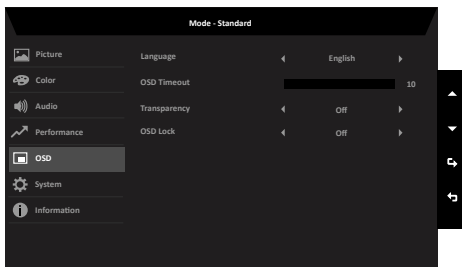 Mode - Standard
Picture
Color
Audio
Performance
OSD
System
Information
Language English
OSD Timeout 10
Transparency Off
OSD Lock Off